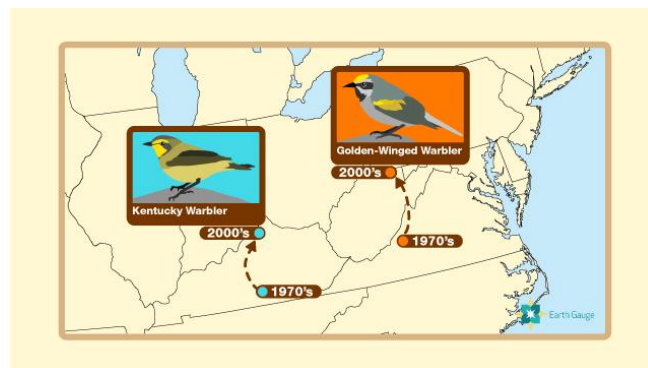 Golden-Winged Warbler
2000's
1970's
Kentucky Warbler
2000's
1970's
Earth Gauge